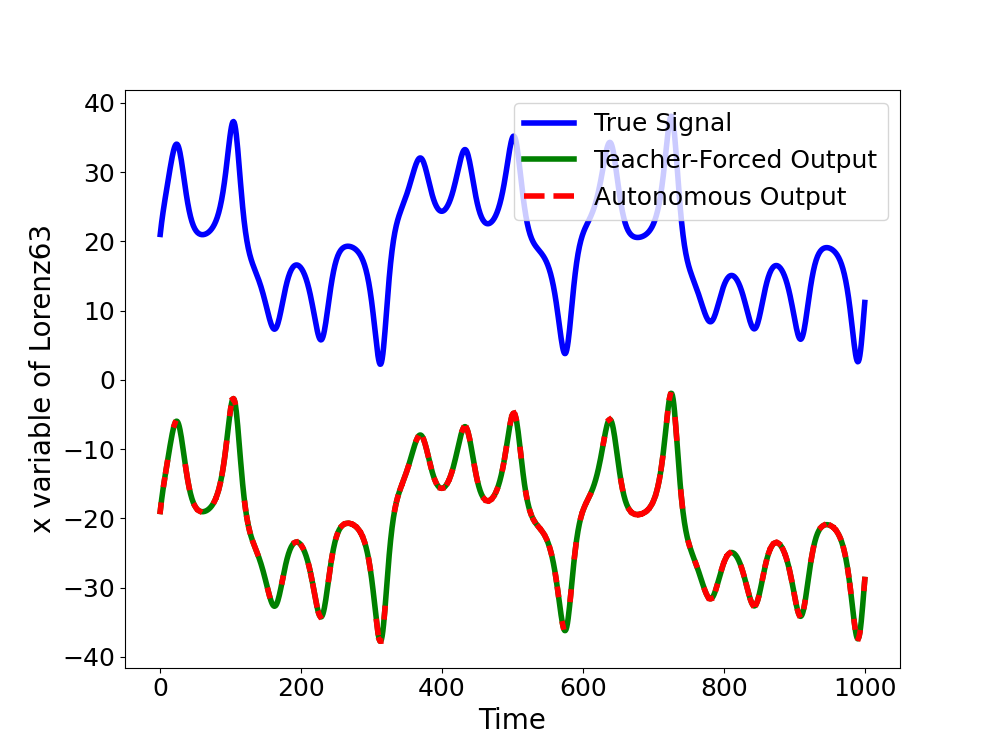 True Signal
Teacher-Forced Output
Autonomous Output
40
30
20
10
0
−10
−20
−30
−40
x variable of Lorenz63
0 200 400 600 800 1000
Time